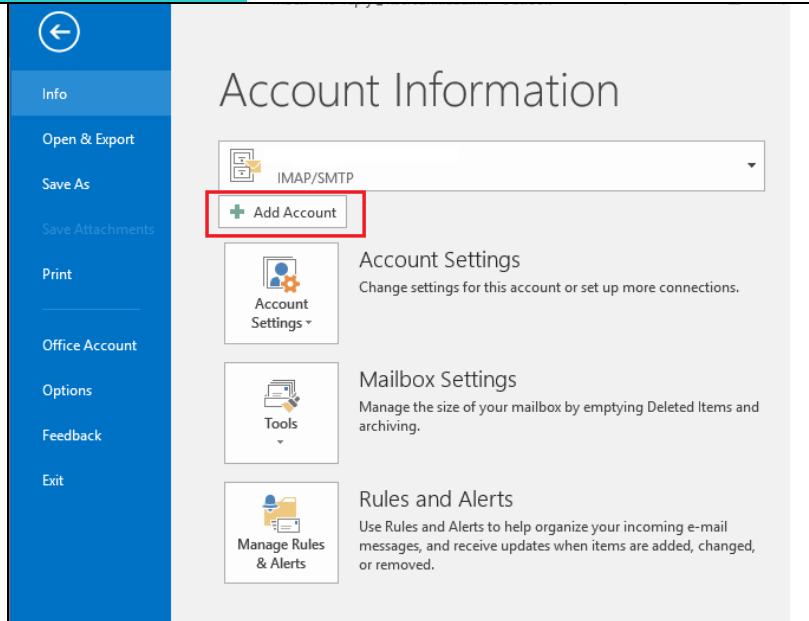 Info
Open & Export
Save As
Save Attachments
Print
Office Account
Options
Feedback
Exit
Account Information
IMAP/SMTP
Add Account
Account
Settings
Account Settings
Change settings for this account or set up more connections.
Tools
Mailbox Settings
Manage the size of your mailbox by emptying Deleted Items and
archiving.
Manage Rules
& Alerts
Rules and Alerts
Use Rules and Alerts to help organize your incoming e-mail
messages, and receive updates when items are added, changed,
or removed.